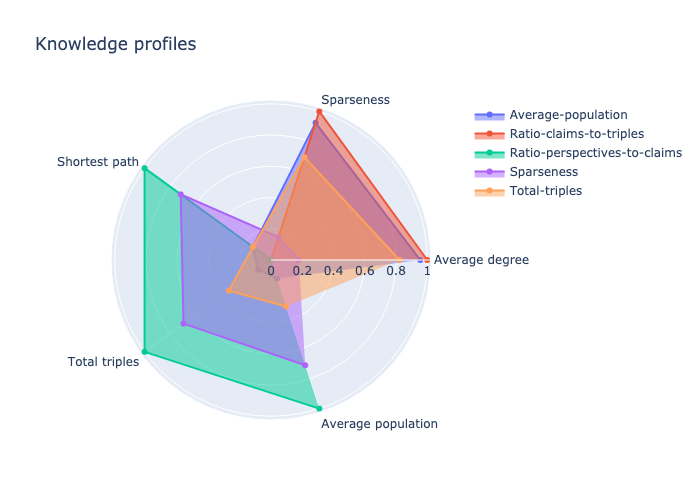 Knowledge profiles
Sparseness
Average-population
Ratio-claims-to-triples
Ratio-perspectives-to-claims
Sparseness
Total-triples
Shortest path
Average degree
0 0.2 0.4 0.6 0.8 1
Total triples
Average population